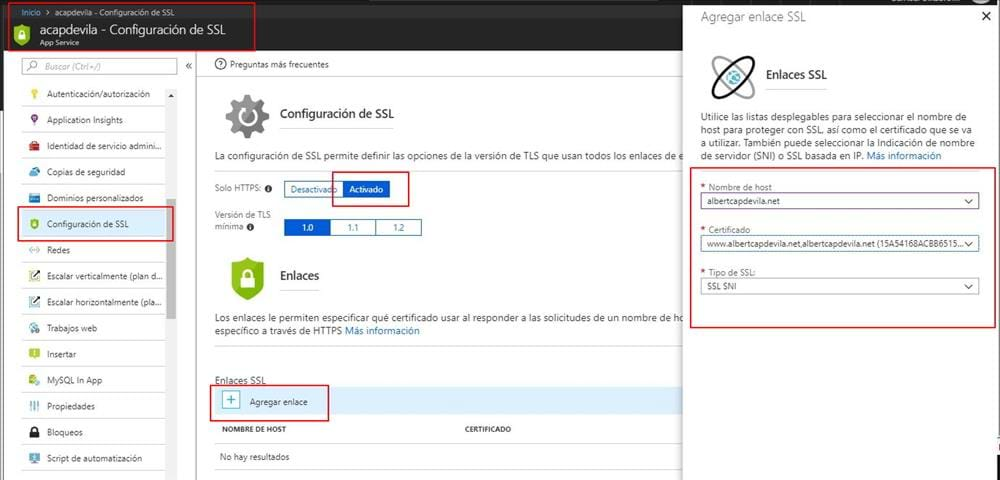 Inicio > acapdevila - Configuración de SSL
acapdevila - Configuración de SSL
App Service
Buscar (Ctrl+/)
«
Autenticación/autorización
Application Insights
Identidad de servicio admini...
Copias de seguridad
Dominios personalizados
Configuración de SSL
Redes
Escalar verticalmente (plan d...
Escalar horizontalmente (pla...
Trabajos web
Insertar
MySQL In App
Propiedades
Bloqueos
Script de automatización
Preguntas más frecuentes
Configuración de SSL
La configuración de SSL permite definir las opciones de la versión de TLS que usan todos los enlaces de e
Solo HTTPS:
Desactivado
Activado
Versión de TLS
mínima
1.0
1.1
1.2
Enlaces
Los enlaces le permiten especificar qué certificado usar al responder a las solicitudes de un nombre de ho
específico a través de HTTPS Más información
Enlaces SSL
+ Agregar enlace
NOMBRE DE HOST
CERTIFICADO
No hay resultados
Agregar enlace SSL
Enlaces SSL
Utilice las listas desplegables para seleccionar el nombre de
host para proteger con SSL, así como el certificado que se va
a utilizar. También puede seleccionar la Indicación de nombre
de servidor (SNI) o SSL basada en IP. Más información
* Nombre de host
albertcapdevila.net
* Certificado
www.albertcapdevila.net,albertcapdevila.net (15A54168ACBB6515...
* Tipo de SSL:
SSL SNI